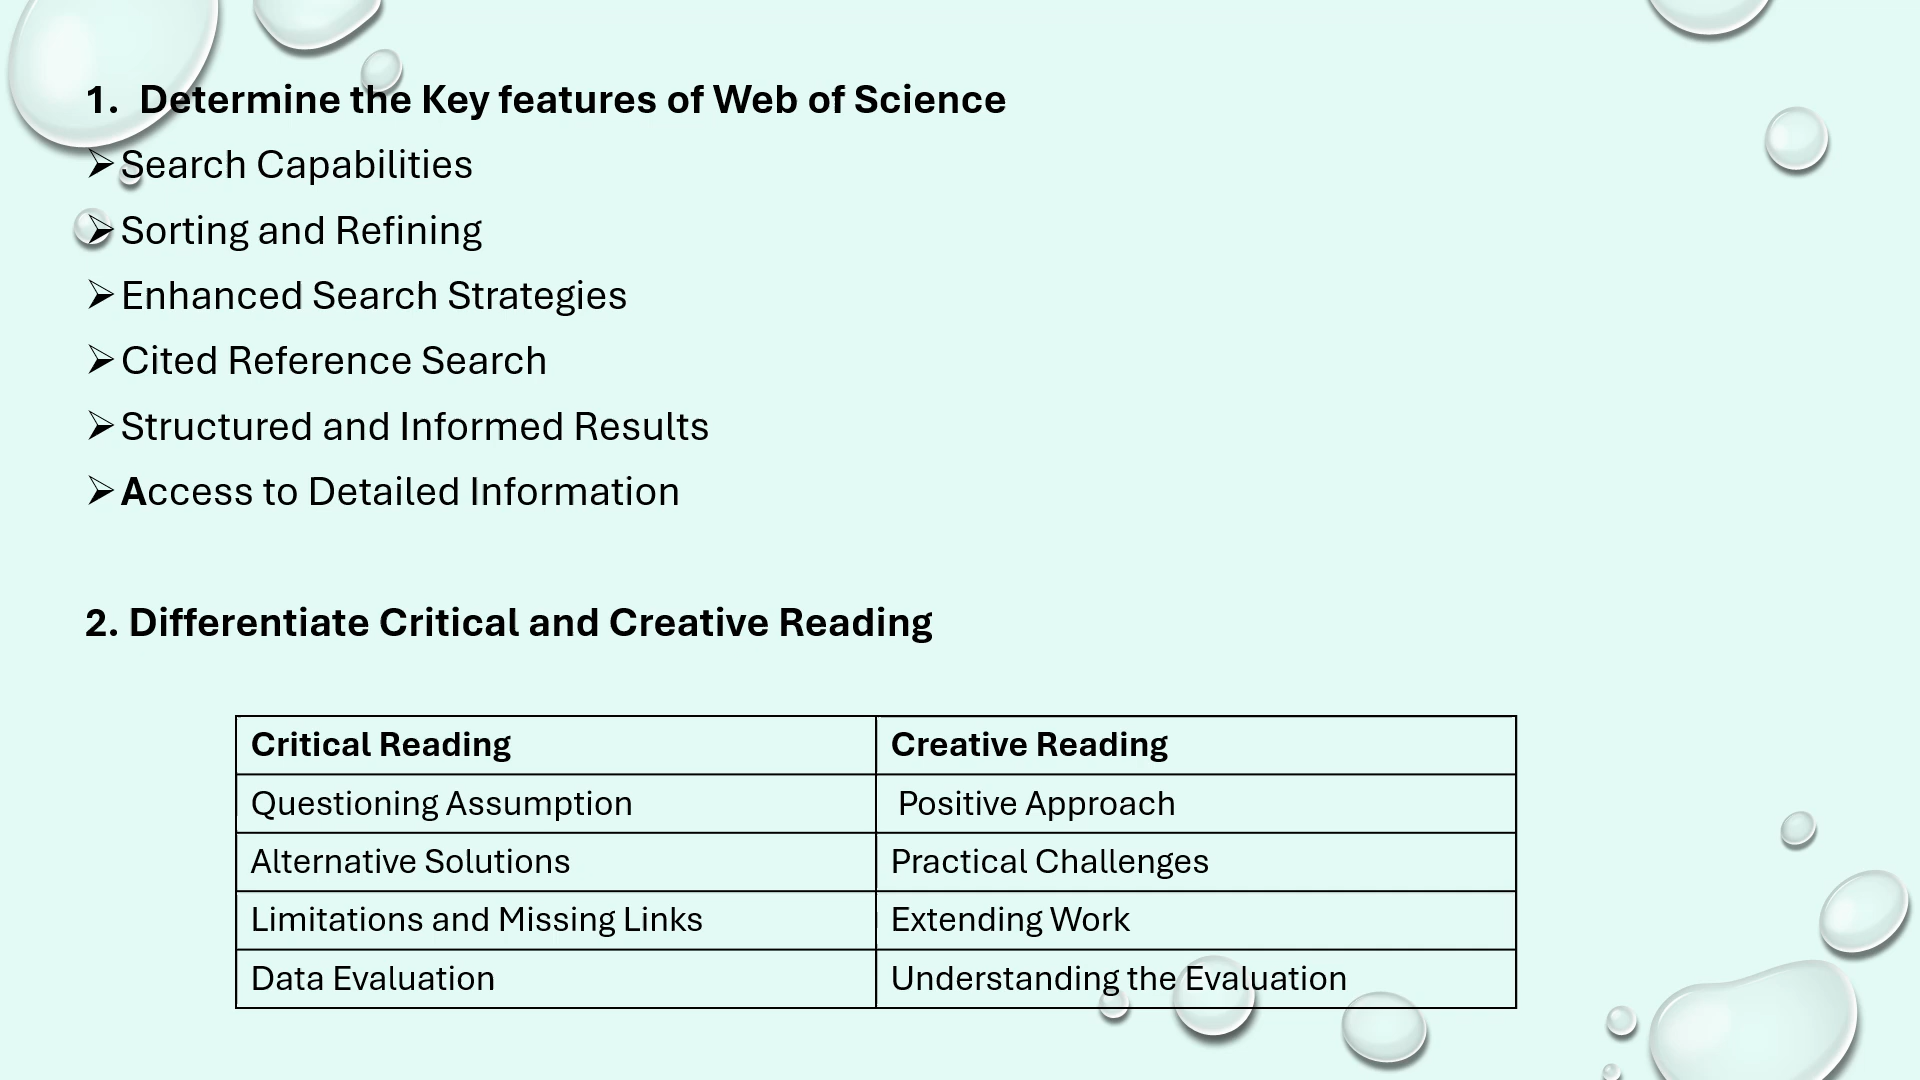 1. Determine the Key features of Web of Science
➢Search Capabilities
➢Sorting and Refining
➢Enhanced Search Strategies
➢Cited Reference Search
➢Structured and Informed Results
➢Access to Detailed Information
2. Differentiate Critical and Creative Reading
Critical Reading Creative Reading
Questioning Assumption Positive Approach
Alternative Solutions Practical Challenges
Limitations and Missing Links Extending Work
Data Evaluation Understanding the Evaluation